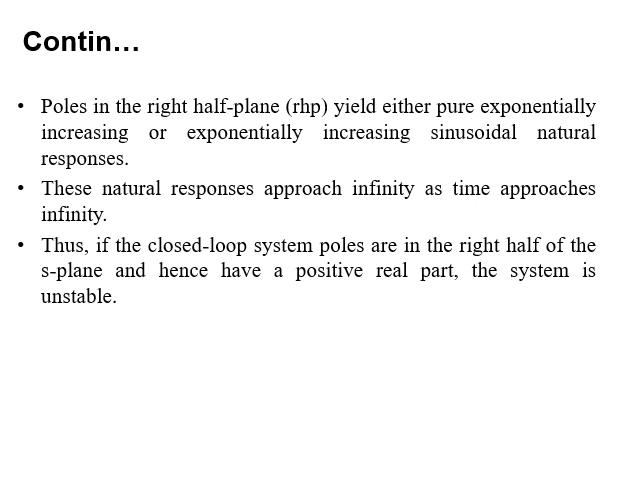 Contin…
• Poles in the right half-plane (rhp) yield either pure exponentially
increasing or exponentially increasing sinusoidal natural
responses.
• These natural responses approach infinity as time approaches
infinity.
• Thus, if the closed-loop system poles are in the right half of the
s-plane and hence have a positive real part, the system is
unstable.